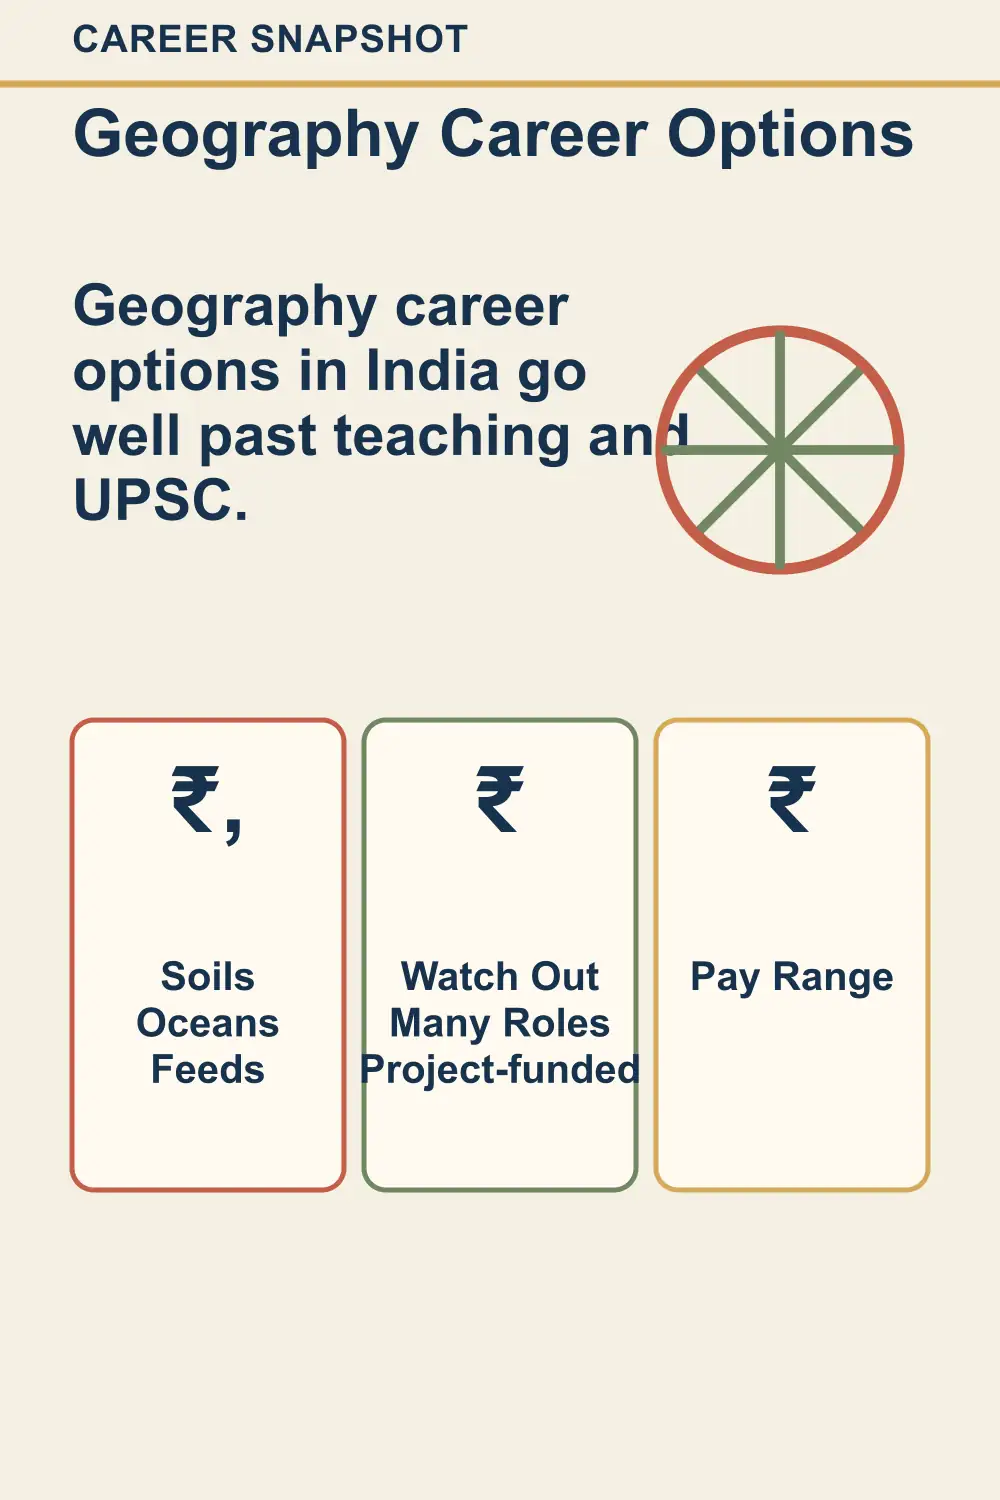 CAREER SNAPSHOT
Geography Career Options
Geography career
options in India go
well past teaching and
UPSC.
₹,
Soils
Oceans
Feeds
₹
Watch Out
Many Roles
Project-funded
₹
Pay Range